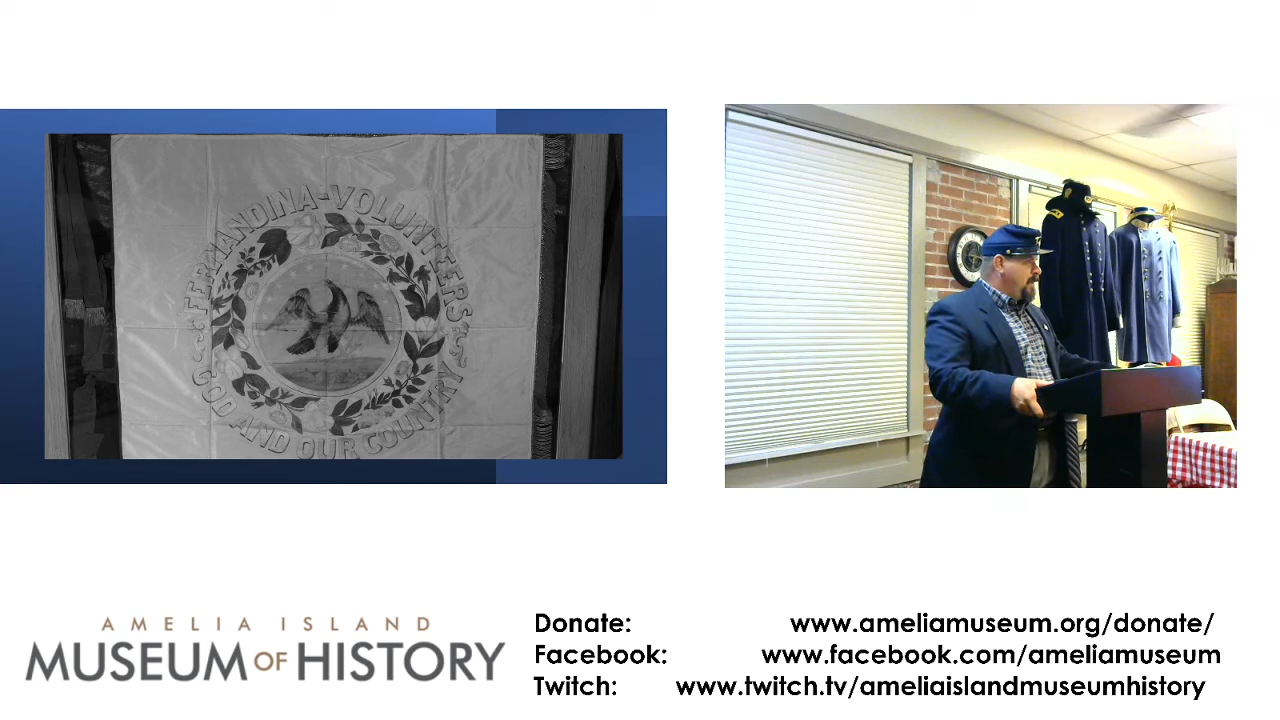 FERNANDINA-VOLUNTEERS
GOD AND OUR COUNTRY
AMELIA ISLAND
MUSEUM OF HISTORY
Donate: www.ameliamuseum.org/donate/
Facebook: www.facebook.com/ameliamuseum
Twitch: www.twitch.tv/ameliaislandmuseumhistory